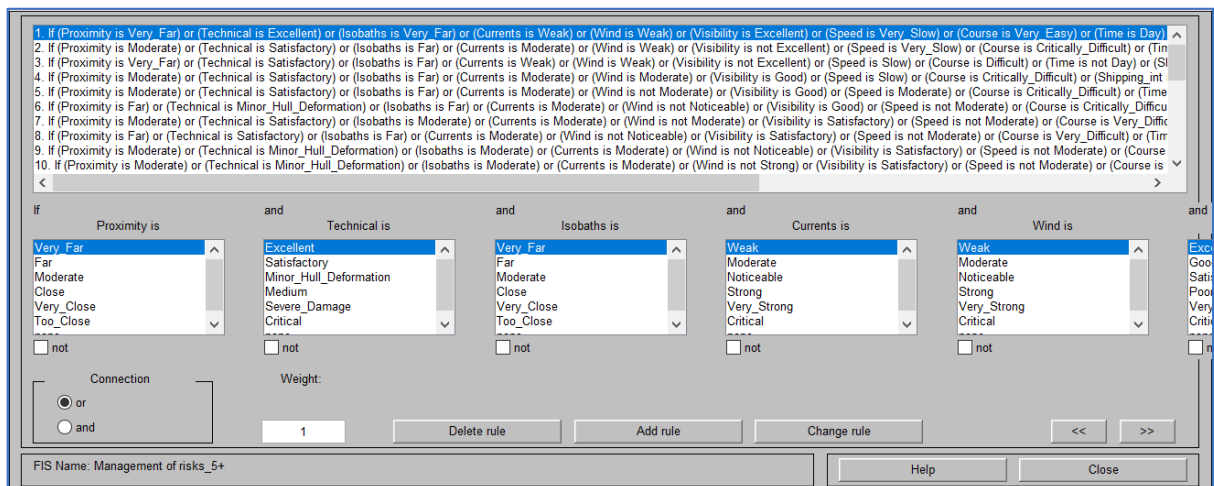 1. If (Proximity is Very_Far) or (Technical is Excellent) or (Isobaths is Very_Far) or (Currents is Weak) or (Wind is Weak) or (Visibility is Excellent) or (Speed is Very_Slow) or (Course is Very_Easy) or (Time is Day)
2. If (Proximity is Moderate) or (Technical is Satisfactory) or (Isobaths is Far) or (Currents is Moderate) or (Wind is Weak) or (Visibility is not Excellent) or (Speed is Very_Slow) or (Course is Critically_Difficult) or (Tim
3. If (Proximity is Very_Far) or (Technical is Satisfactory) or (Isobaths is Far) or (Currents is Weak) or (Wind is Weak) or (Visibility is not Excellent) or (Speed is Slow) or (Course is Difficult) or (Time is not Day) or (Sl
4. If (Proximity is Moderate) or (Technical is Satisfactory) or (Isobaths is Far) or (Currents is Moderate) or (Wind is Moderate) or (Visibility is Good) or (Speed is Slow) or (Course is Critically_Difficult) or (Shipping_int
5. If (Proximity is Moderate) or (Technical is Satisfactory) or (Isobaths is Far) or (Currents is Moderate) or (Wind is not Moderate) or (Visibility is Good) or (Speed is Moderate) or (Course is Critically_Difficult) or (Time
6. If (Proximity is Far) or (Technical is Minor_Hull_Deformation) or (Isobaths is Far) or (Currents is Moderate) or (Wind is not Noticeable) or (Visibility is Good) or (Speed is not Moderate) or (Course is Critically_Difficu
7. If (Proximity is Moderate) or (Technical is Satisfactory) or (Isobaths is Moderate) or (Currents is Moderate) or (Wind is not Moderate) or (Visibility is Satisfactory) or (Speed is not Moderate) or (Course is Very_Diffic
8. If (Proximity is Far) or (Technical is Satisfactory) or (Isobaths is Far) or (Currents is Moderate) or (Wind is not Noticeable) or (Visibility is Satisfactory) or (Speed is not Moderate) or (Course is Very_Difficult) or (Tim
9. If (Proximity is Moderate) or (Technical is Minor_Hull_Deformation) or (Isobaths is Moderate) or (Currents is Moderate) or (Wind is not Noticeable) or (Visibility is Satisfactory) or (Speed is not Moderate) or (Course
10. If (Proximity is Moderate) or (Technical is Minor_Hull_Deformation) or (Isobaths is Moderate) or (Currents is Moderate) or (Wind is not Strong) or (Visibility is Satisfactory) or (Speed is not Moderate) or (Course is
If and and and and and
Proximity is Technical is Isobaths is Currents is Wind is
Very_Far Excellent Very_Far Weak Weak Exc
Far Satisfactory Far Moderate Moderate Goo
Moderate Minor_Hull_Deformation Moderate Noticeable Noticeable Sati
Close Medium Close Strong Strong Poor
Very_Close Severe_Damage Very_Close Very_Strong Very_Strong Very
Too_Close Critical Too_Close Critical Critical Criti
not not not not not n
Connection Weight:
or
and 1 Delete rule Add rule Change rule << >>
FIS Name: Management of risks_5+ Help Close